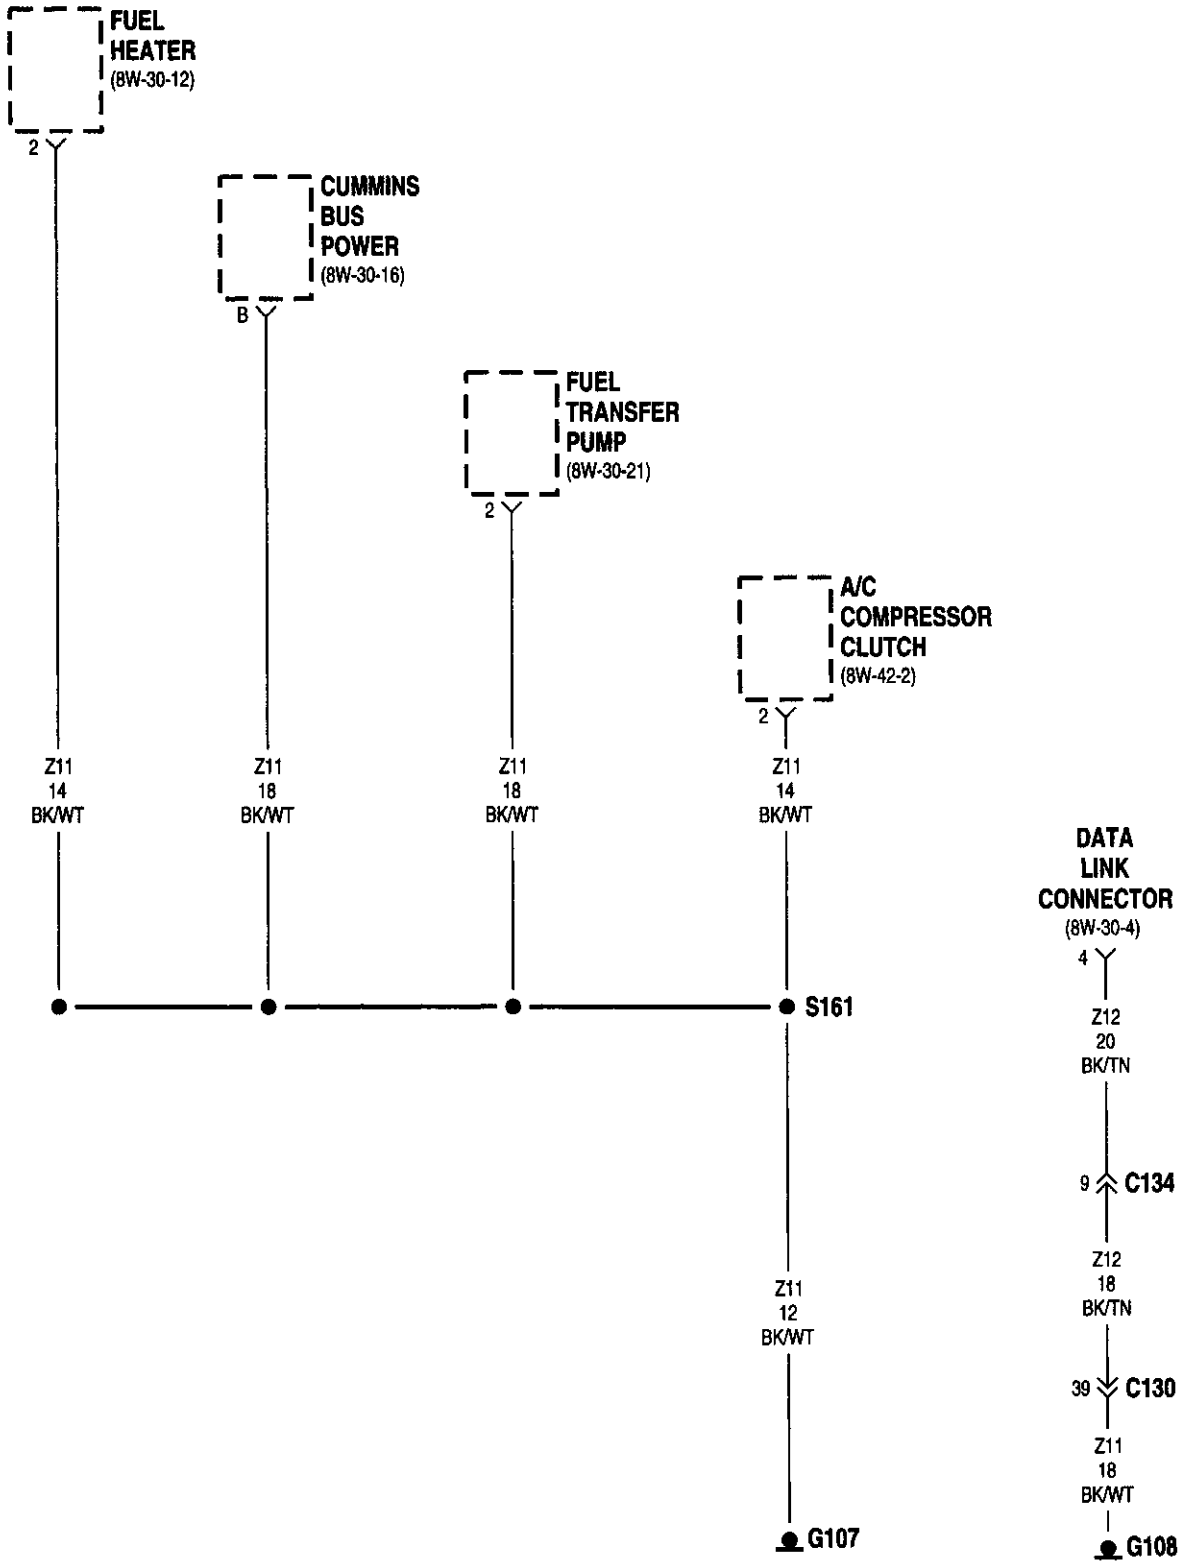 FUEL
HEATER
(8W-30-12)
2
CUMMINS
BUS
POWER
(8W-30-16)
B
FUEL
TRANSFER
PUMP
(8W-30-21)
2
A/C
COMPRESSOR
CLUTCH
(8W-42-2)
2
Z11
14
BK/WT
Z11
18
BK/WT
Z11
18
BK/WT
Z11
14
BK/WT
DATA
LINK
CONNECTOR
(8W-30-4)
4
S161
Z12
20
BK/TN
9
C134
Z12
18
BK/TN
Z11
12
BK/WT
39
C130
Z11
18
BK/WT
G107
G108